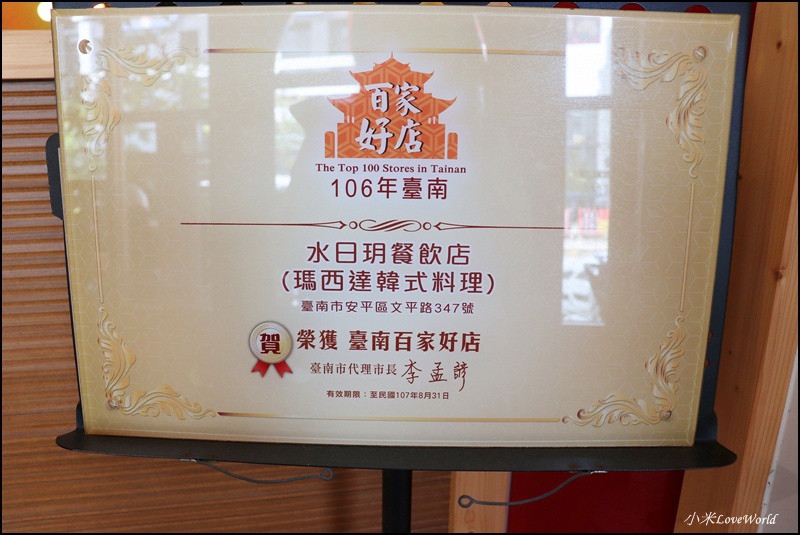 百家
好店
The Top 100 Stores in Tainan
106年臺南
水日玥餐飲店
(瑪西達韓式料理)
臺南市安平區文平路347號
賀 榮獲 臺南百家好店
臺南市代理市長 李孟諺
有效期限：至民國107年8月31日
小米LoveWorld